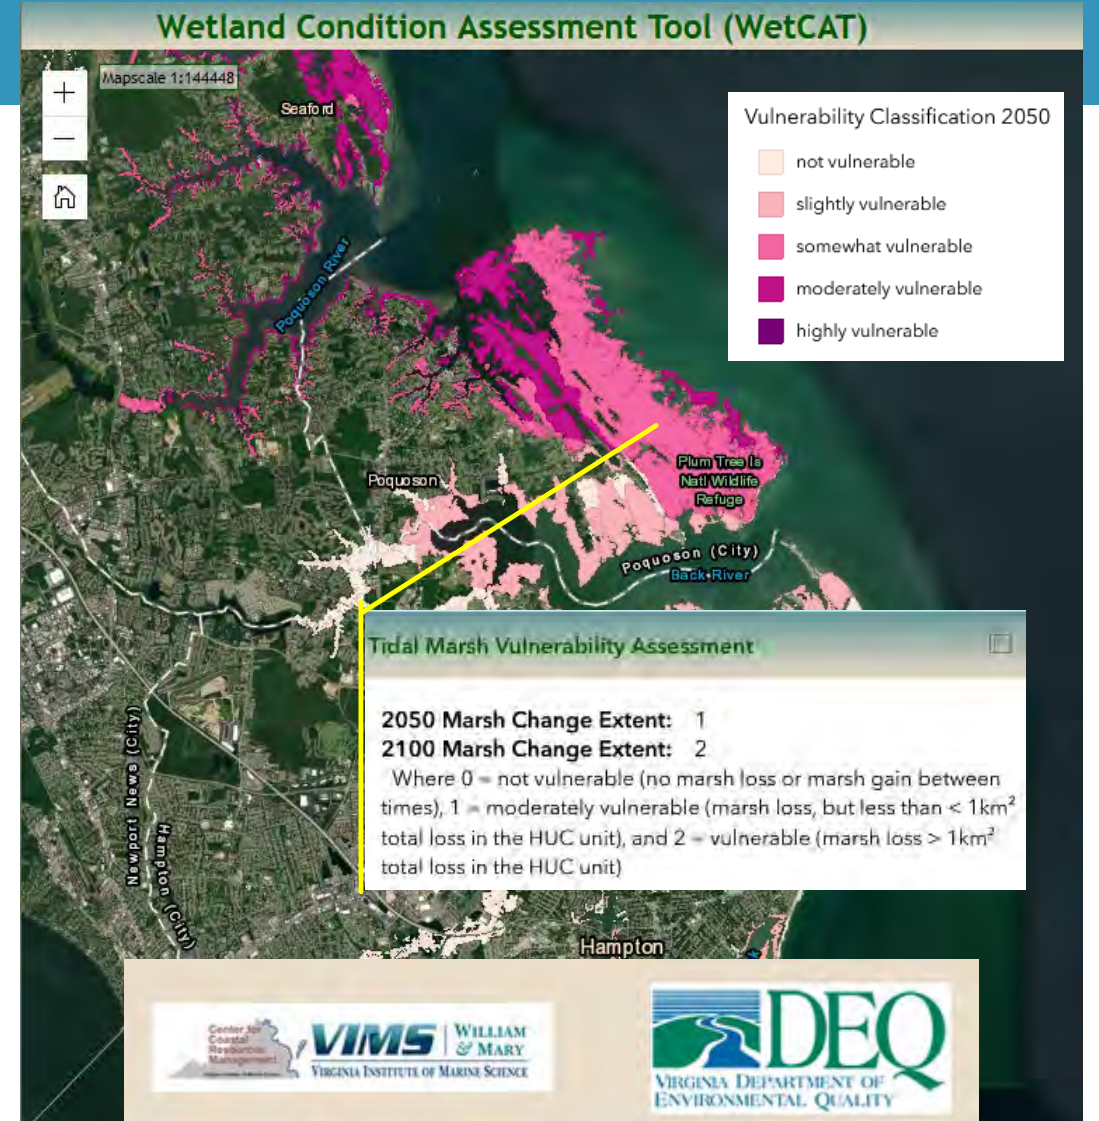 Wetland Condition Assessment Tool (WetCAT)
+
Mapscale 1:144448
−
Seaford
Vulnerability Classification 2050
not vulnerable
slightly vulnerable
somewhat vulnerable
moderately vulnerable
highly vulnerable
Poquoson River
Plum Tree Is
Natl Wildlife
Refuge
Poquoson
Poquoson (City)
Back River
Tidal Marsh Vulnerability Assessment
2050 Marsh Change Extent: 1
2100 Marsh Change Extent: 2
Where 0 = not vulnerable (no marsh loss or marsh gain between
times), 1 = moderately vulnerable (marsh loss, but less than < 1km²
total loss in the HUC unit), and 2 = vulnerable (marsh loss > 1km²
total loss in the HUC unit)
Newport News (City)
Hampton (City)
Hampton
Center for
Coastal
Resources
Management
VIMS
WILLIAM
& MARY
VIRGINIA INSTITUTE OF MARINE SCIENCE
DEQ
VIRGINIA DEPARTMENT OF
ENVIRONMENTAL QUALITY